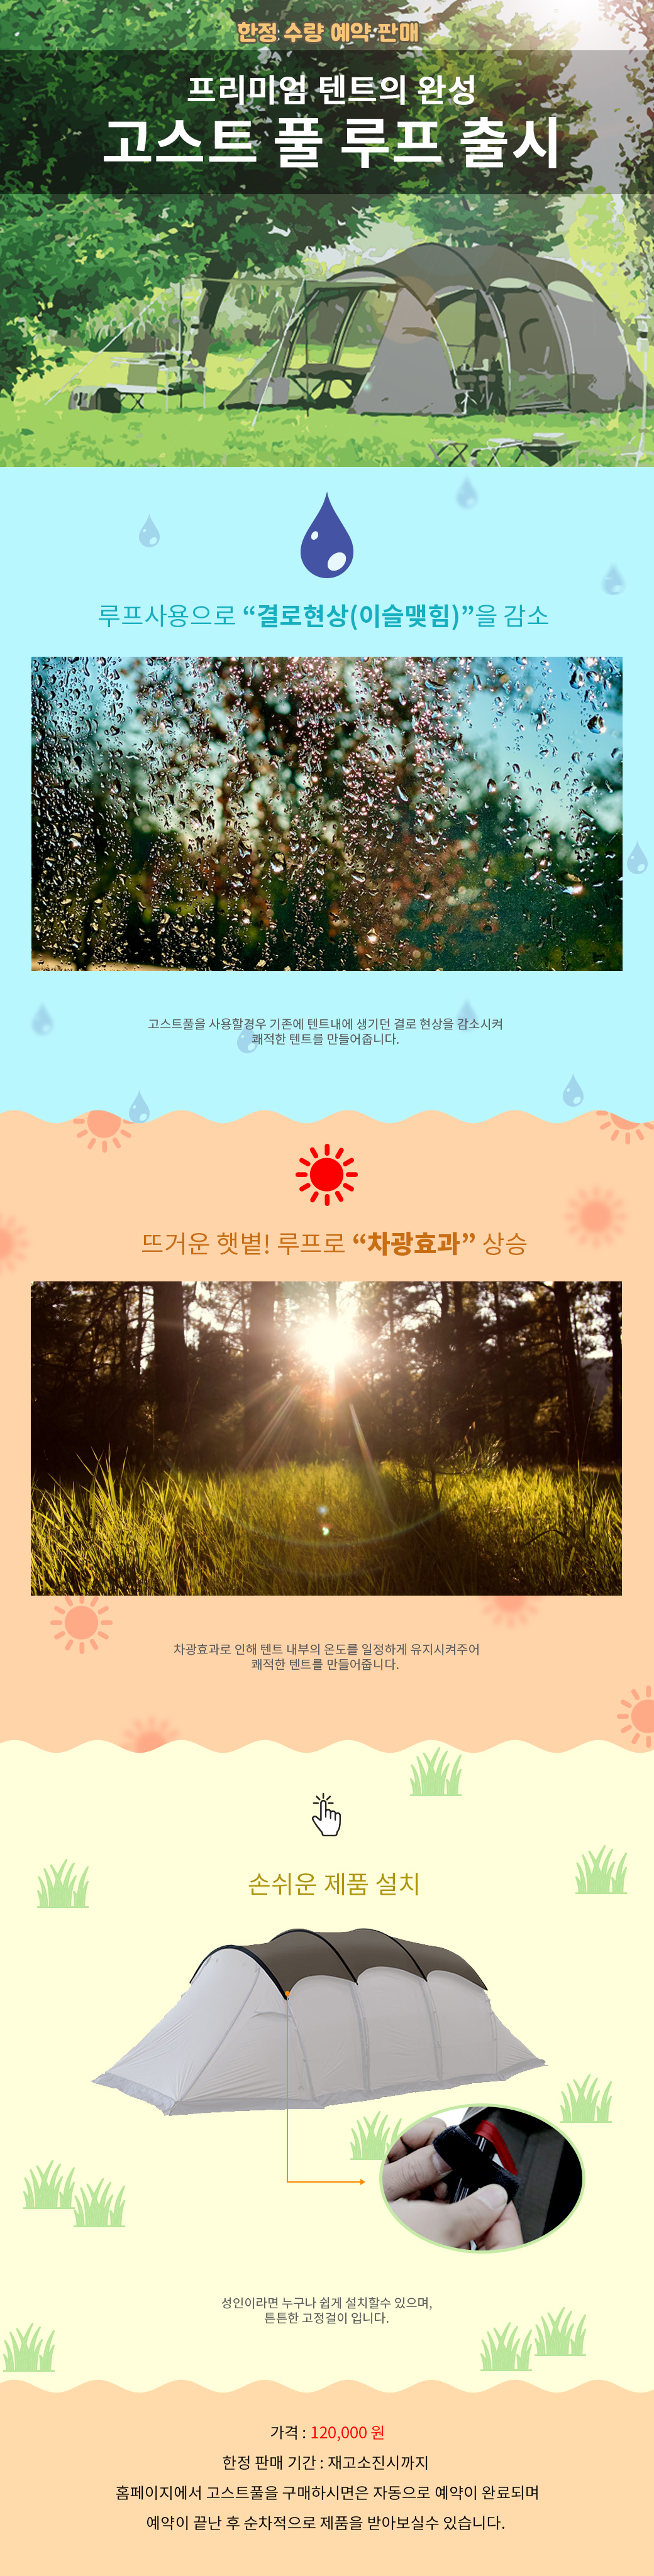 한정 수량 예약 판매
프리미엄 텐트의 완성
고스트 풀 루프 출시
루프사용으로 “결로현상(이슬맺힘)”을 감소
고스트풀을 사용할경우 기존에 텐트내에 생기던 결로 현상을 감소시켜
쾌적한 텐트를 만들어줍니다.
뜨거운 햇볕! 루프로 “차광효과” 상승
차광효과로 인해 텐트 내부의 온도를 일정하게 유지시켜주어
쾌적한 텐트를 만들어줍니다.
손쉬운 제품 설치
성인이라면 누구나 쉽게 설치할수 있으며,
튼튼한 고정걸이 입니다.
가격 : 120,000 원
한정 판매 기간 : 재고소진시까지
홈페이지에서 고스트풀을 구매하시면은 자동으로 예약이 완료되며
예약이 끝난 후 순차적으로 제품을 받아보실수 있습니다.